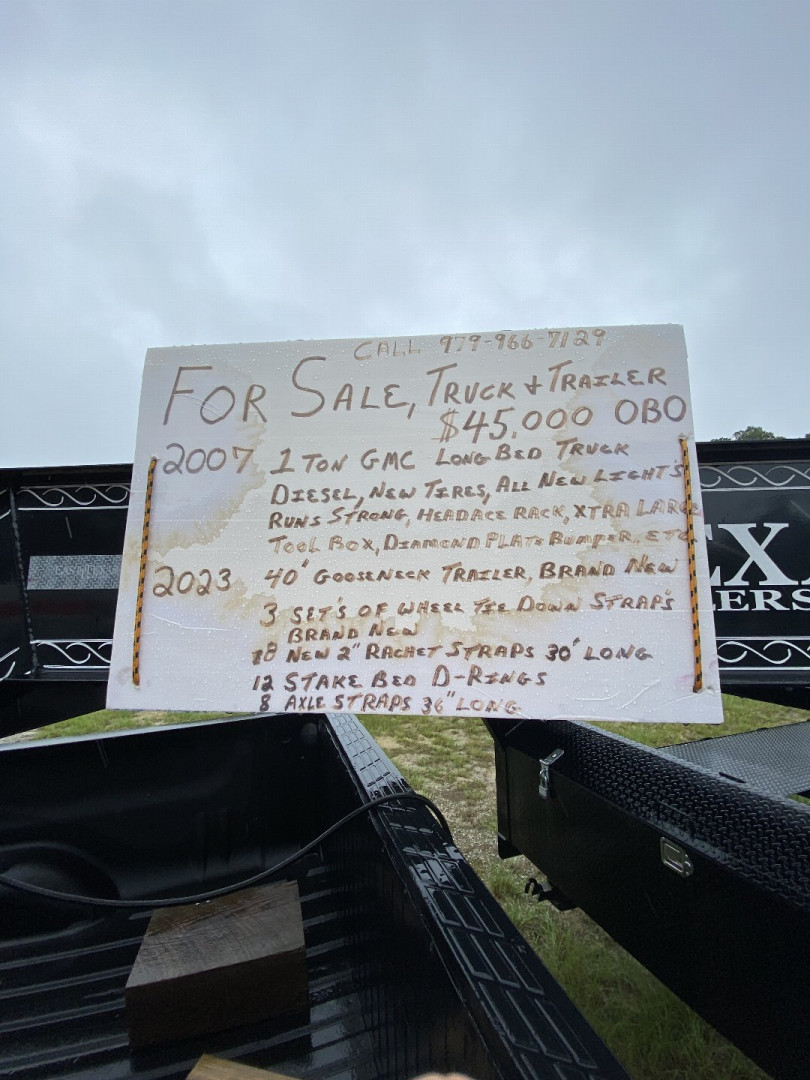 CALL 979-966-7129
FOR SALE, TRUCK & TRAILER
$45,000 OBO
2007 1 TON GMC LONG BED TRUCK
DIESEL, NEW TIRES, ALL NEW LIGHTS
RUNS STRONG, HEADACE RACK, XTRA LARGE
TOOL BOX, DIAMOND PLATE BUMPER, ETC
2023 40' GOOSENECK TRAILER, BRAND NEW
3 SET'S OF WHEEL TIE DOWN STRAP'S
BRAND NEW
18 NEW 2" RACHET STRAPS 30' LONG
12 STAKE BED D-RINGS
8 AXLE STRAPS 36" LONG
EX
LERS